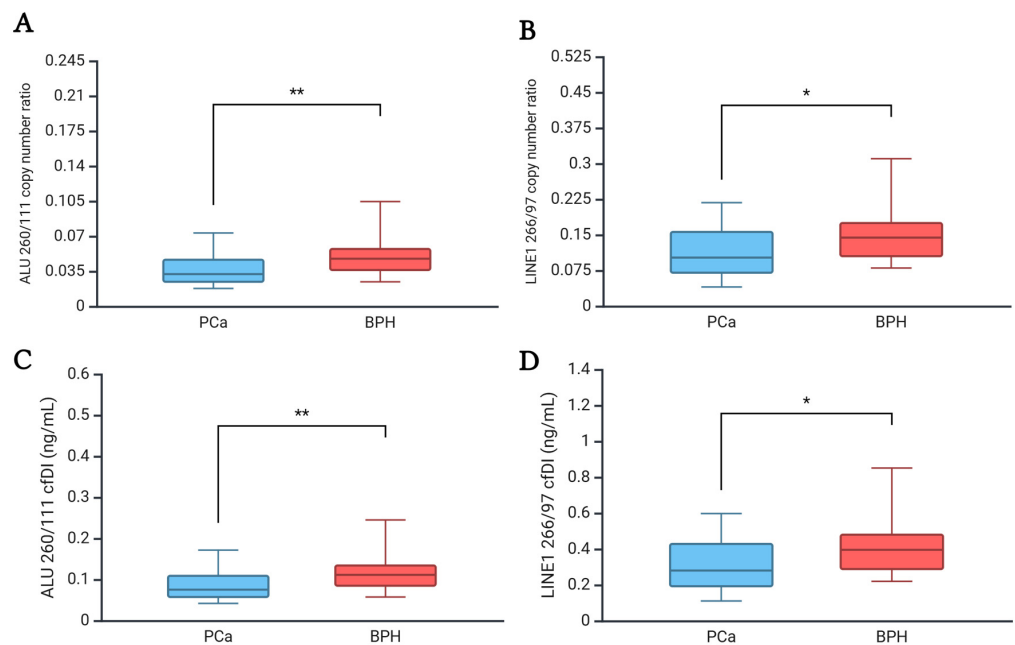 A
ALU 260/111 copy number ratio
0.245
0.21
0.175
0.14
0.105
0.07
0.035
0
**
PCa
BPH
B
LINE1 266/97 copy number ratio
0.525
0.45
0.375
0.3
0.225
0.15
0.075
0
*
PCa
BPH
C
ALU 260/111 cfDI (ng/mL)
0.6
0.5
0.4
0.3
0.2
0.1
0
**
PCa
BPH
D
LINE1 266/97 cfDI (ng/mL)
1.4
1.2
1
0.8
0.6
0.4
0.2
0
*
PCa
BPH